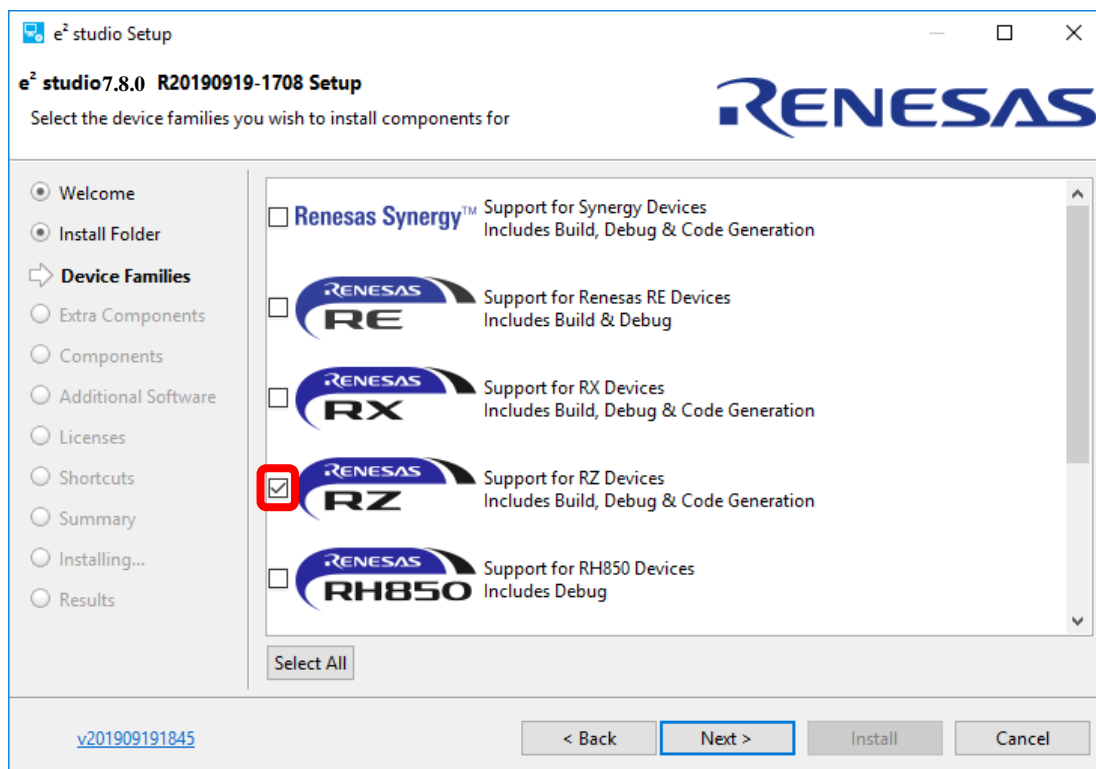 e² studio Setup
e² studio7.8.0 R20190919-1708 Setup
Select the device families you wish to install components for
RENESAS
Welcome
Install Folder
Device Families
Extra Components
Components
Additional Software
Licenses
Shortcuts
Summary
Installing...
Results
Renesas Synergy™
Support for Synergy Devices
Includes Build, Debug & Code Generation
RENESAS
RE
Support for Renesas RE Devices
Includes Build & Debug
RENESAS
RX
Support for RX Devices
Includes Build, Debug & Code Generation
RENESAS
RZ
Support for RZ Devices
Includes Build, Debug & Code Generation
RENESAS
RH850
Support for RH850 Devices
Includes Debug
Select All
v201909191845
< Back
Next >
Install
Cancel